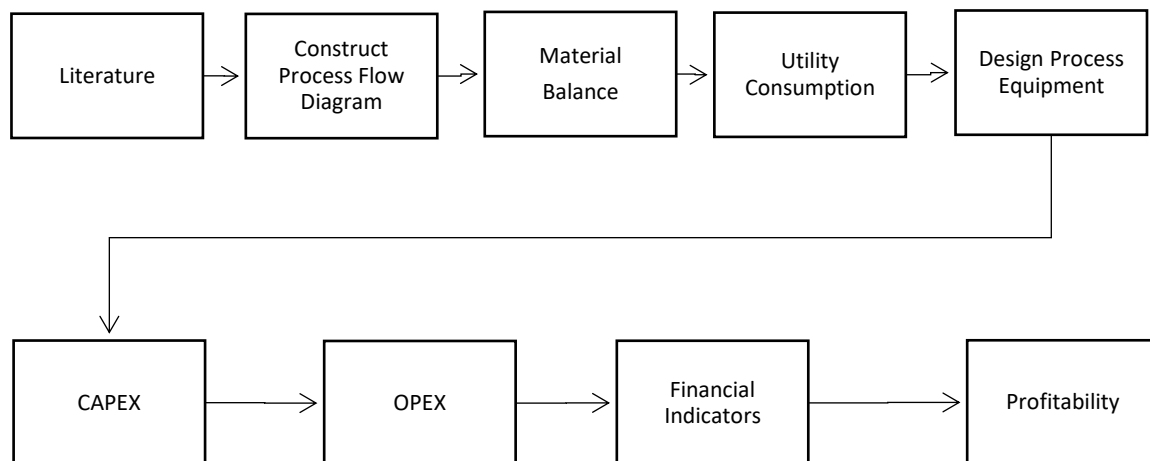 Literature
Construct
Process Flow
Diagram
Material
Balance
Utility
Consumption
Design Process
Equipment
CAPEX
OPEX
Financial
Indicators
Profitability